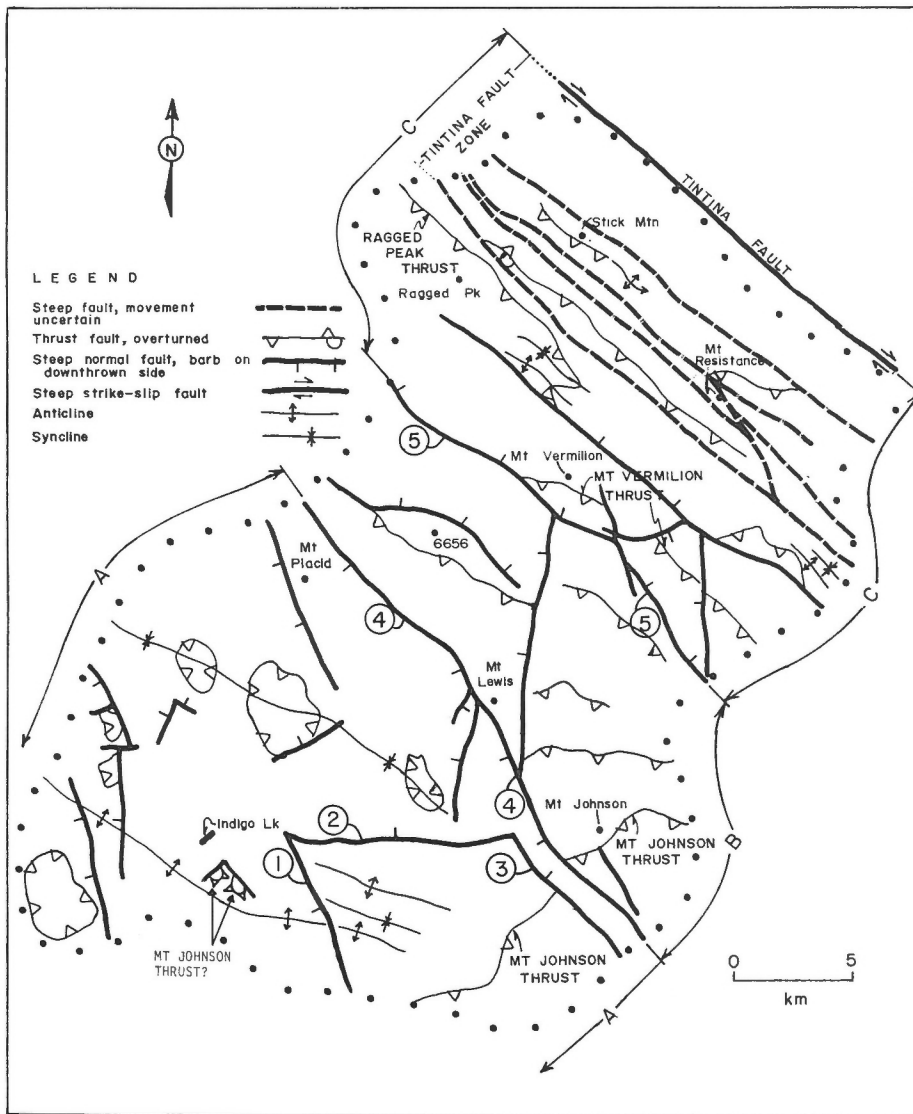 C
TINTINA FAULT
ZONE
TINTINA
FAULT
N
Stick Mtn
RAGGED
PEAK
THRUST
Ragged Pk
LEGEND
Steep fault, movement
uncertain
Thrust fault, overturned
Steep normal fault, barb on
downthrown side
Steep strike-slip fault
Anticline
Syncline
Mt
Resistance
5
Mt Vermilion
MT VERMILION
THRUST
6656
A
Mt
Placid
4
5
C
Mt
Lewis
4
Mt Johnson
MT JOHNSON
THRUST
B
Indigo Lk
2
1
3
MT JOHNSON
THRUST?
MT JOHNSON
THRUST
0 5
km
A